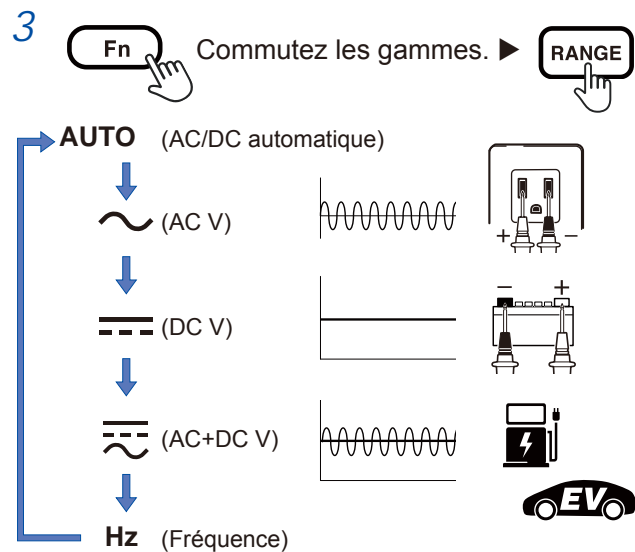 3
Fn Commutez les gammes. ▶ RANGE
AUTO (AC/DC automatique)
(AC V)
+ −
− +
(DC V)
(AC+DC V)
EV
Hz (Fréquence)